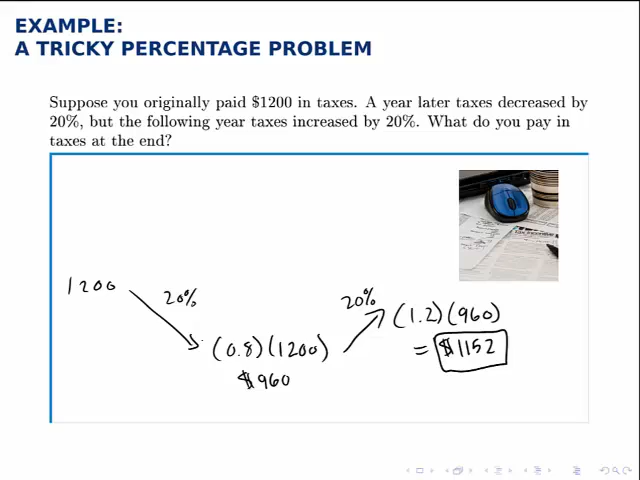 EXAMPLE:
A TRICKY PERCENTAGE PROBLEM
Suppose you originally paid $1200 in taxes. A year later taxes decreased by
20%, but the following year taxes increased by 20%. What do you pay in
taxes at the end?
1200
20%
(0.8)(1200)
$960
20%
(1.2)(960)
= $1152